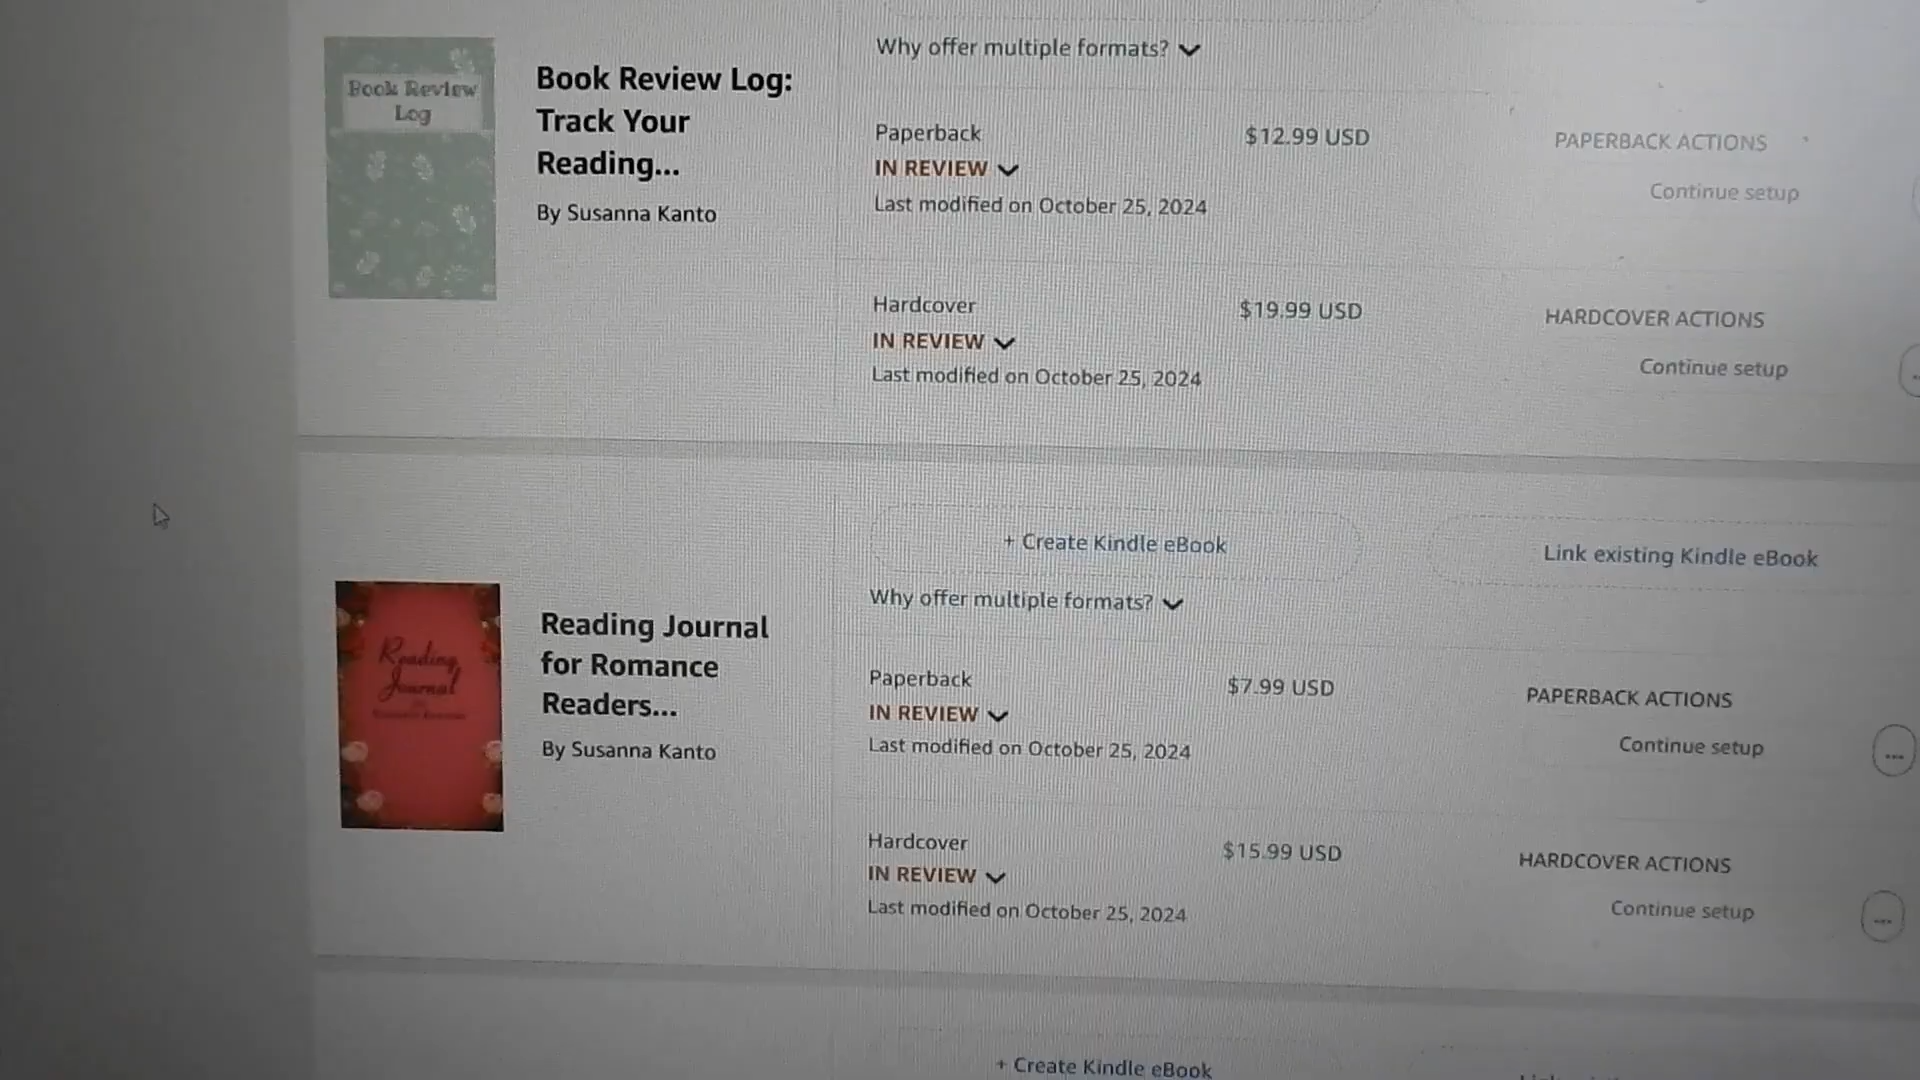 Why offer multiple formats?
Book Review
Log
Book Review Log:
Track Your
Reading...
By Susanna Kanto
Paperback
$12.99 USD
PAPERBACK ACTIONS
IN REVIEW
Continue setup
Last modified on October 25, 2024
Hardcover
$19.99 USD
HARDCOVER ACTIONS
IN REVIEW
Continue setup
Last modified on October 25, 2024
+ Create Kindle eBook
Link existing Kindle eBook
Why offer multiple formats?
Reading
Journal
Reading Journal
for Romance
Readers...
By Susanna Kanto
Paperback
$7.99 USD
PAPERBACK ACTIONS
IN REVIEW
Continue setup
...
Last modified on October 25, 2024
Hardcover
$15.99 USD
HARDCOVER ACTIONS
IN REVIEW
Continue setup
...
Last modified on October 25, 2024
+ Create Kindle eBook